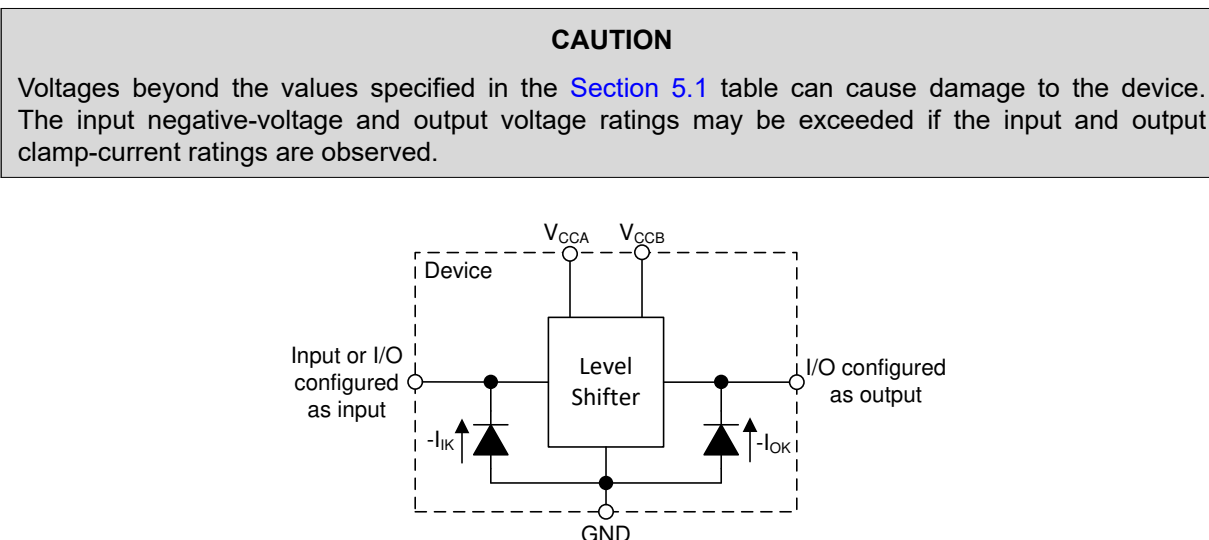 CAUTION
Voltages beyond the values specified in the Section 5.1 table can cause damage to the device.
The input negative-voltage and output voltage ratings may be exceeded if the input and output
clamp-current ratings are observed.
VCCA VCCB
Device
Input or I/O
configured
as input
Level
Shifter
I/O configured
as output
-IIK
-IOK
GND